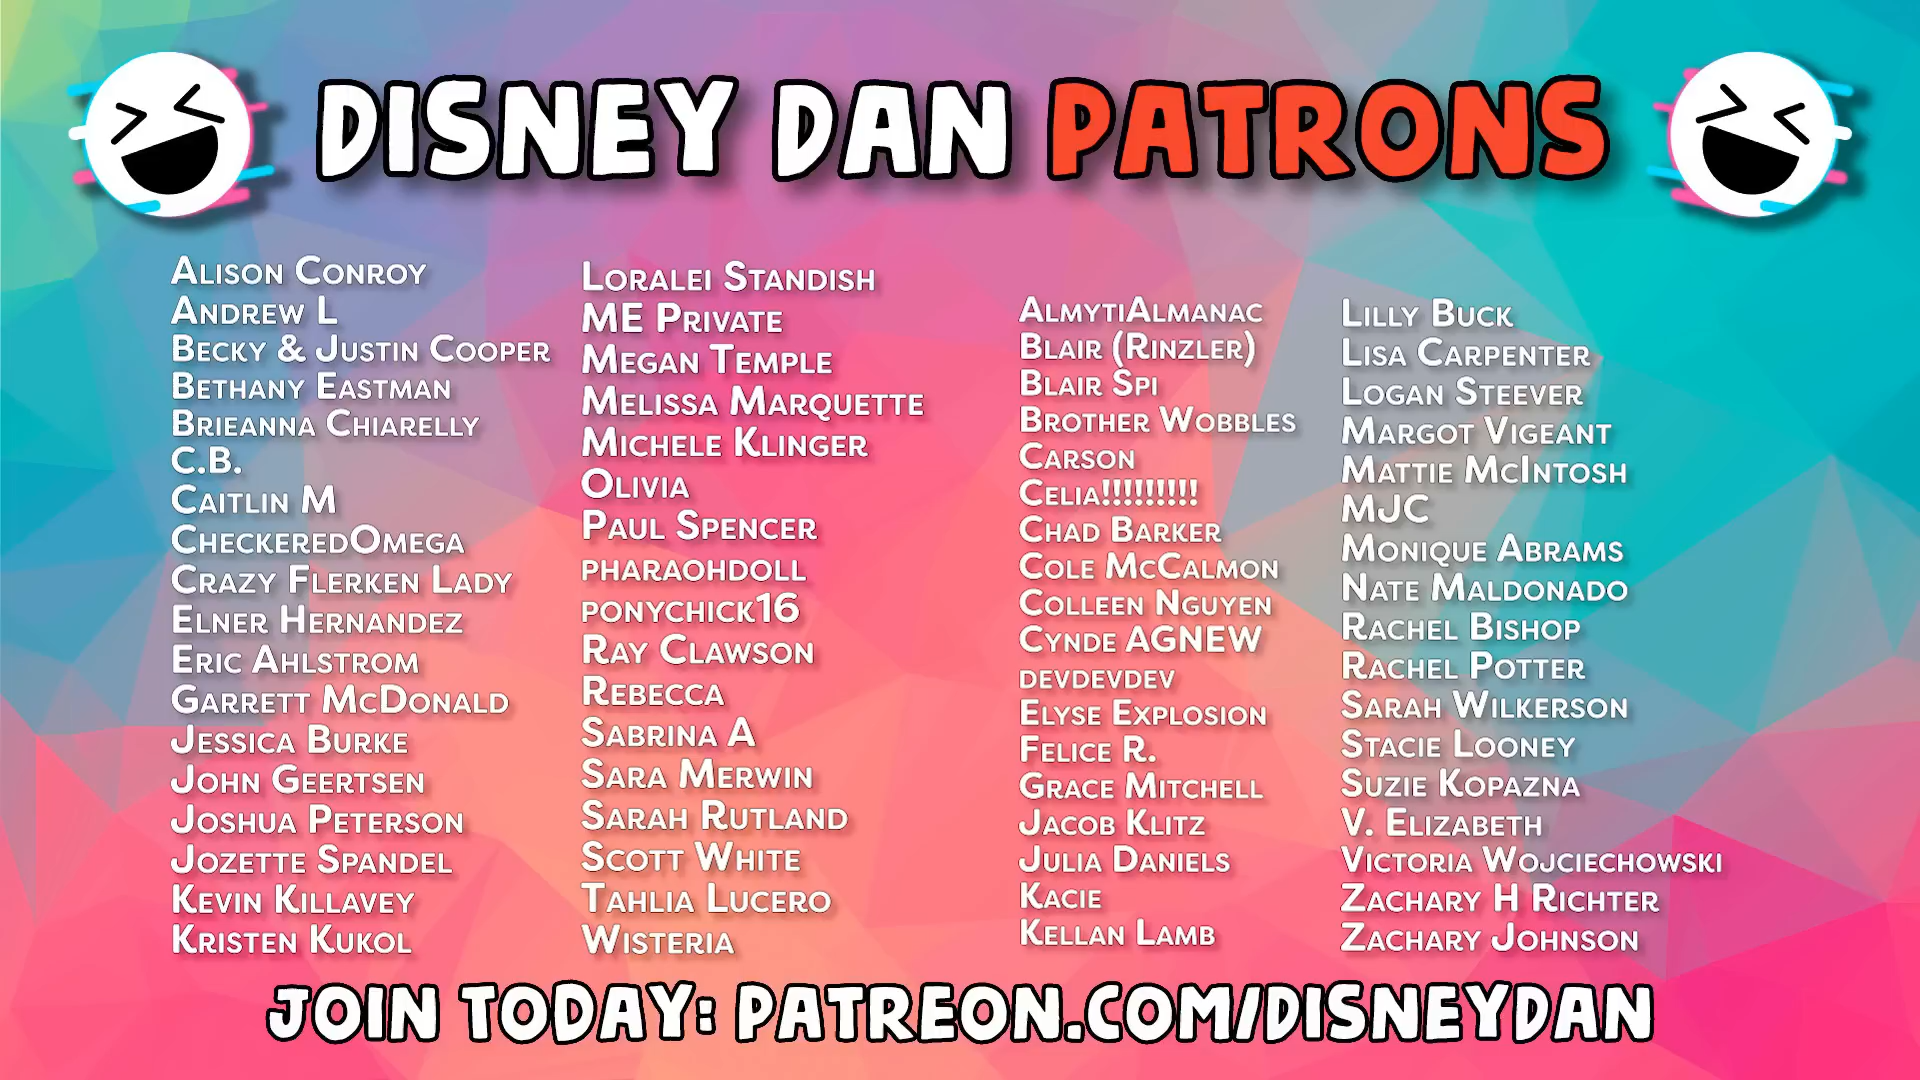 DISNEY DAN PATRONS
Alison Conroy
Andrew L
Becky & Justin Cooper
Bethany Eastman
Brieanna Chiarelly
C.B.
Caitlin M
CheckeredOmega
Crazy Flerken Lady
Elner Hernandez
Eric Ahlstrom
Garrett McDonald
Jessica Burke
John Geertsen
Joshua Peterson
Jozette Spandel
Kevin Killavey
Kristen Kukol
Loralei Standish
ME Private
Megan Temple
Melissa Marquette
Michele Klinger
Olivia
Paul Spencer
pharaohdoll
ponychick16
Ray Clawson
Rebecca
Sabrina A
Sara Merwin
Sarah Rutland
Scott White
Tahlia Lucero
Wisteria
AlmytiAlmanac
Blair (Rinzler)
Blair Spi
Brother Wobbles
Carson
Celia!!!!!!!!!
Chad Barker
Cole McCalmon
Colleen Nguyen
Cynde AGNEW
devdevdev
Elyse Explosion
Felice R.
Grace Mitchell
Jacob Klitz
Julia Daniels
Kacie
Kellan Lamb
Lilly Buck
Lisa Carpenter
Logan Steever
Margot Vigeant
Mattie McIntosh
MJC
Monique Abrams
Nate Maldonado
Rachel Bishop
Rachel Potter
Sarah Wilkerson
Stacie Looney
Suzie Kopazna
V. Elizabeth
Victoria Wojciechowski
Zachary H Richter
Zachary Johnson
JOIN TODAY: PATREON.COM/DISNEYDAN